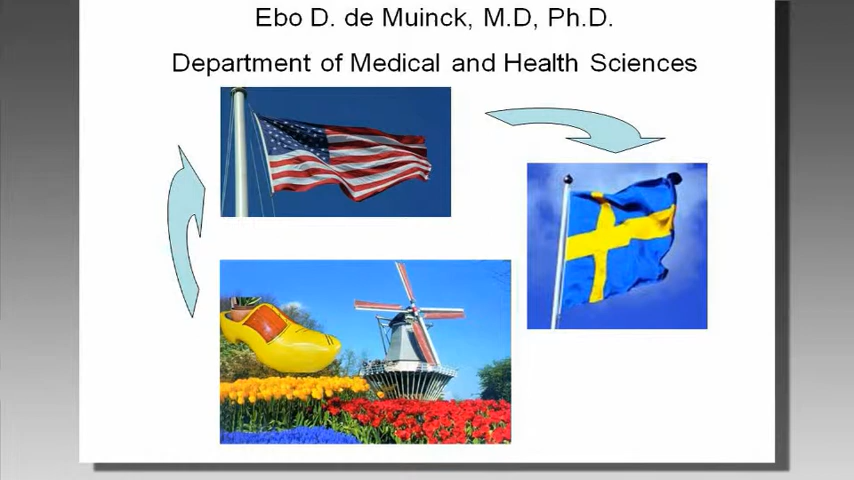 Ebo D. de Muinck, M.D, Ph.D.
Department of Medical and Health Sciences